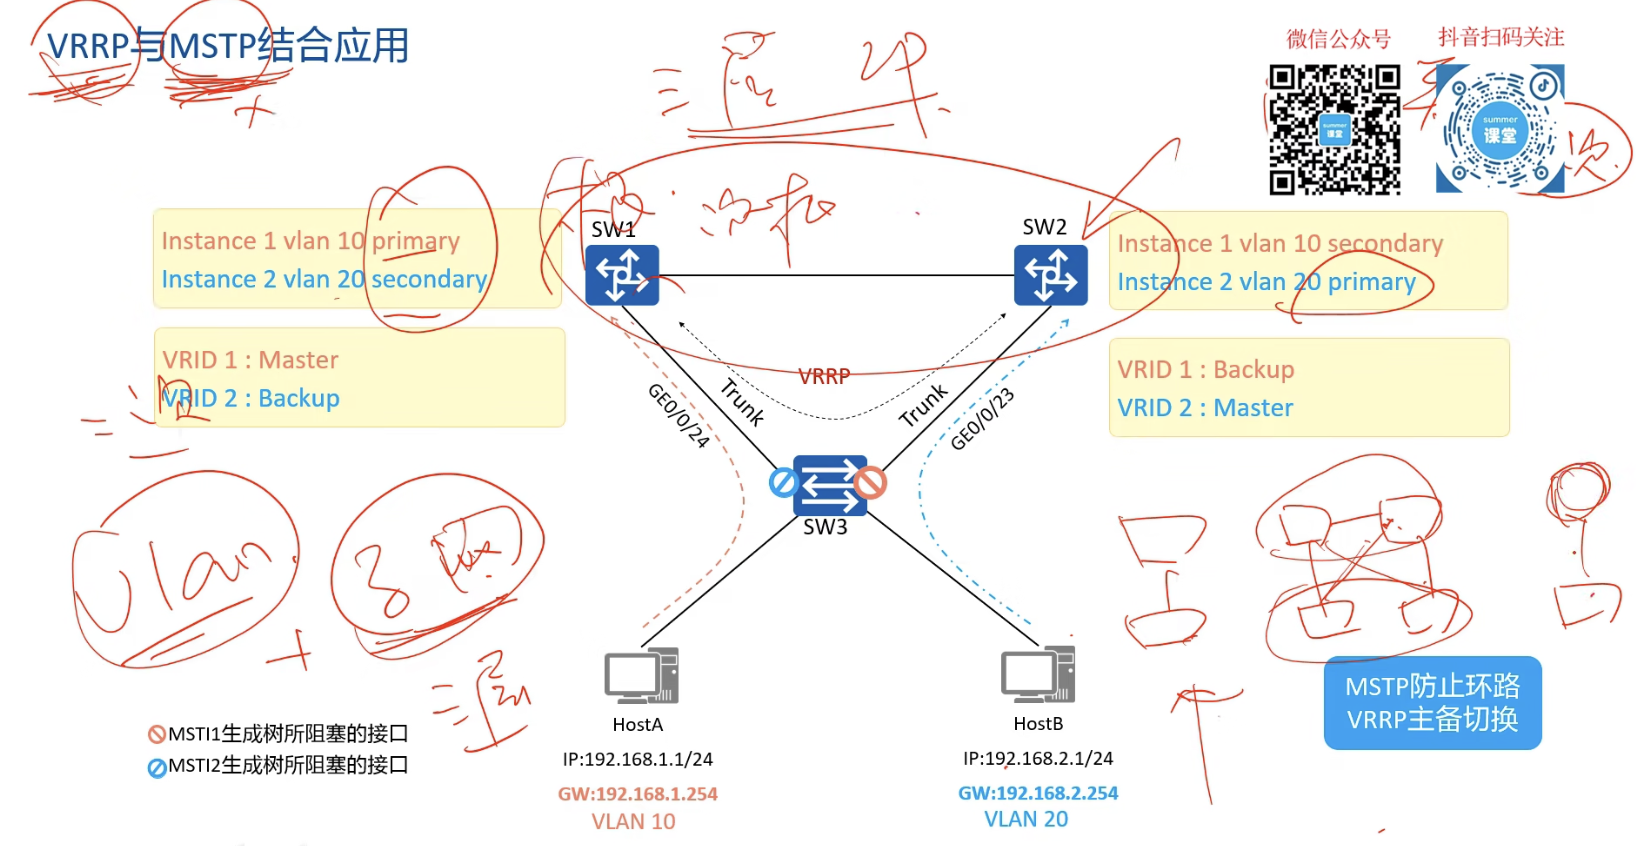 VRRP与MSTP结合应用
微信公众号
抖音扫码关注
summer
课堂
summer
课堂
Instance 1 vlan 10 primary
Instance 2 vlan 20 secondary
SW1
SW2
Instance 1 vlan 10 secondary
Instance 2 vlan 20 primary
VRID 1 : Master
VRID 2 : Backup
VRRP
VRID 1 : Backup
VRID 2 : Master
GE0/0/24
Trunk
Trunk
GE0/0/23
SW3
Vlan
+
HostA
HostB
MSTP防止环路
VRRP主备切换
MSTI1生成树所阻塞的接口
MSTI2生成树所阻塞的接口
IP:192.168.1.1/24
IP:192.168.2.1/24
GW:192.168.1.254
GW:192.168.2.254
VLAN 10
VLAN 20